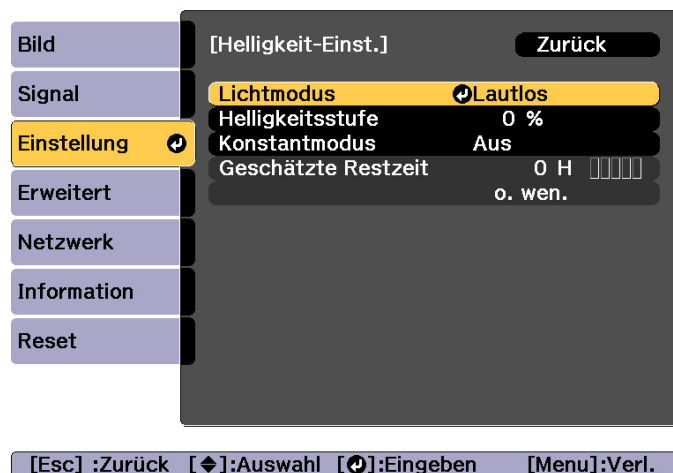 Bild
Signal
Einstellung
Erweitert
Netzwerk
Information
Reset
[Helligkeit-Einst.] Zurück
Lichtmodus Lautlos
Helligkeitsstufe 0 %
Konstantmodus Aus
Geschätzte Restzeit 0 H
o. wen.
[Esc] :Zurück [◆]:Auswahl [↵]:Eingeben [Menu]:Verl.